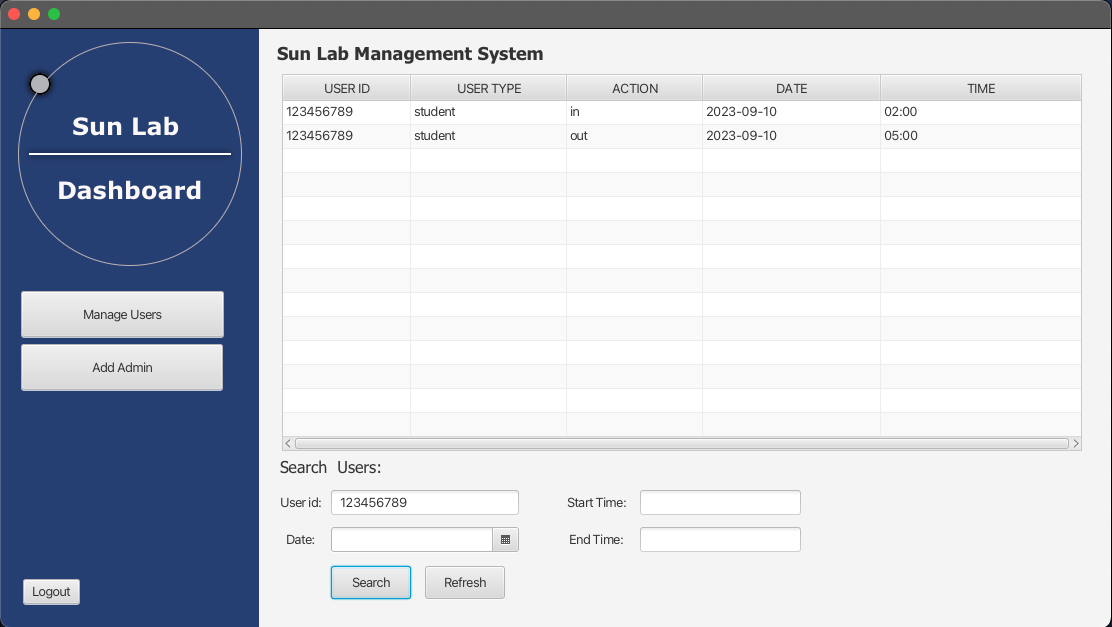 Sun Lab
Dashboard
Manage Users
Add Admin
Logout
Sun Lab Management System
USER ID USER TYPE ACTION DATE TIME
123456789 student in 2023-09-10 02:00
123456789 student out 2023-09-10 05:00
Search Users:
User id: 123456789 Start Time:
Date: End Time:
Search Refresh